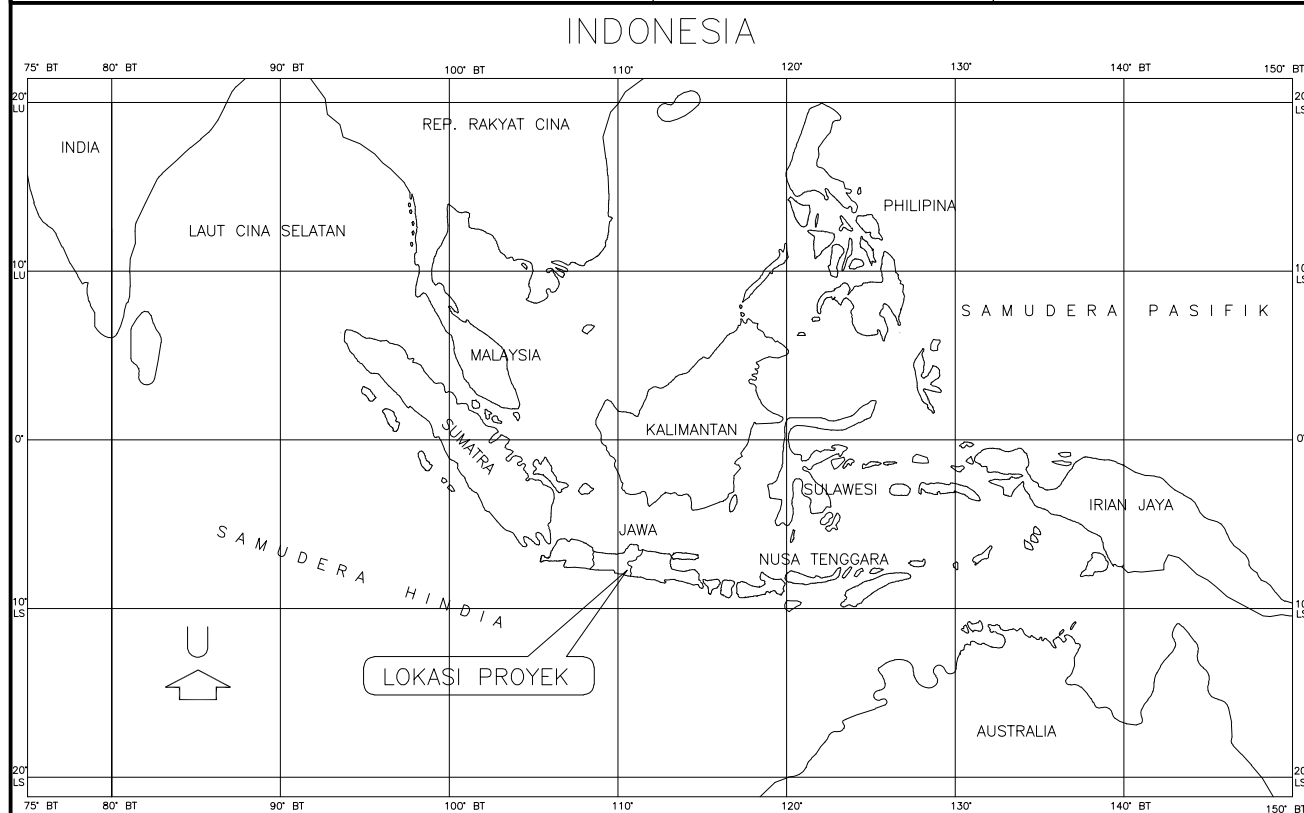 INDONESIA
75° BT 80° BT 90° BT 100° BT 110° 120° 130° 140° BT 150° BT
20° LU
20° LS
REP. RAKYAT CINA
INDIA
PHILIPINA
LAUT CINA SELATAN
10° LU
10° LS
SAMUDERA PASIFIK
MALAYSIA
KALIMANTAN
SUMATRA
0°
0°
SULAWESI
IRIAN JAYA
JAWA
NUSA TENGGARA
SAMUDERA HINDIA
10° LS
10° LS
U
LOKASI PROYEK
AUSTRALIA
20° LS
20° LS
75° BT 80° BT 90° BT 100° BT 110° 120° 130° 140° BT 150° BT